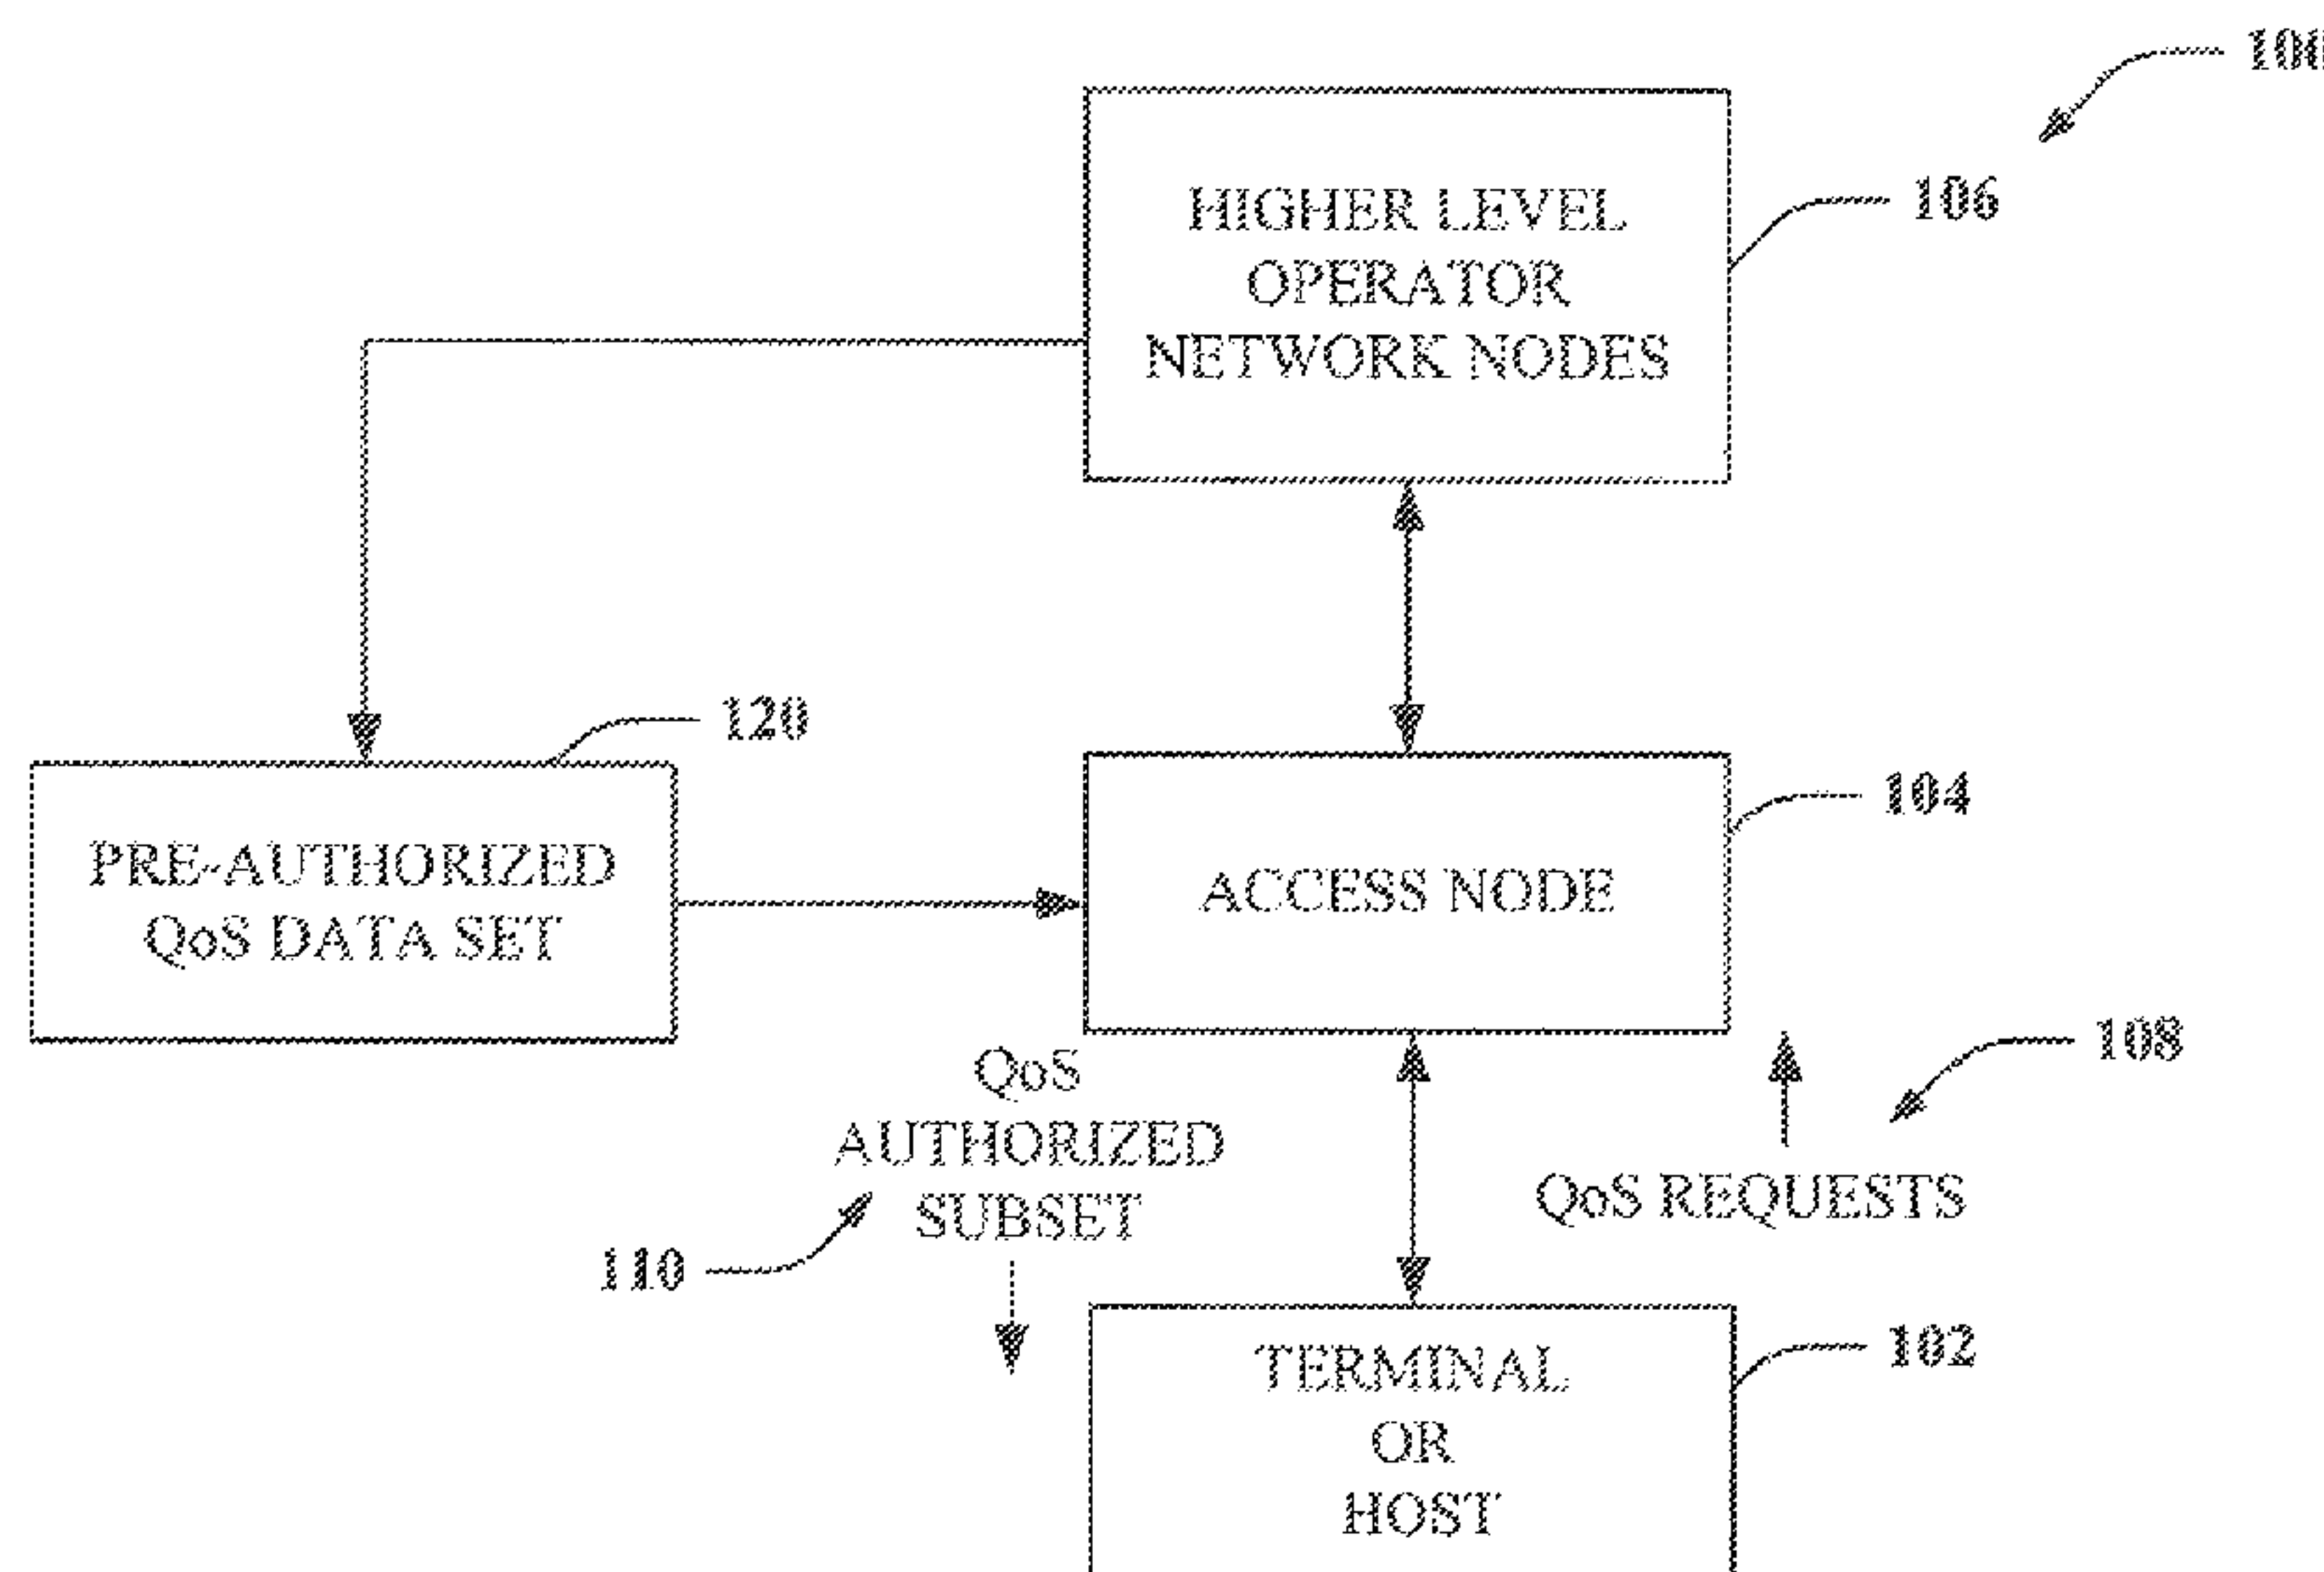 100
HIGHER LEVEL
OPERATOR
NETWORK NODES
106
120
PRE-AUTHORIZED
QoS DATA SET
ACCESS NODE
104
108
QoS
AUTHORIZED
SUBSET
QoS REQUESTS
110
TERMINAL
OR
HOST
102